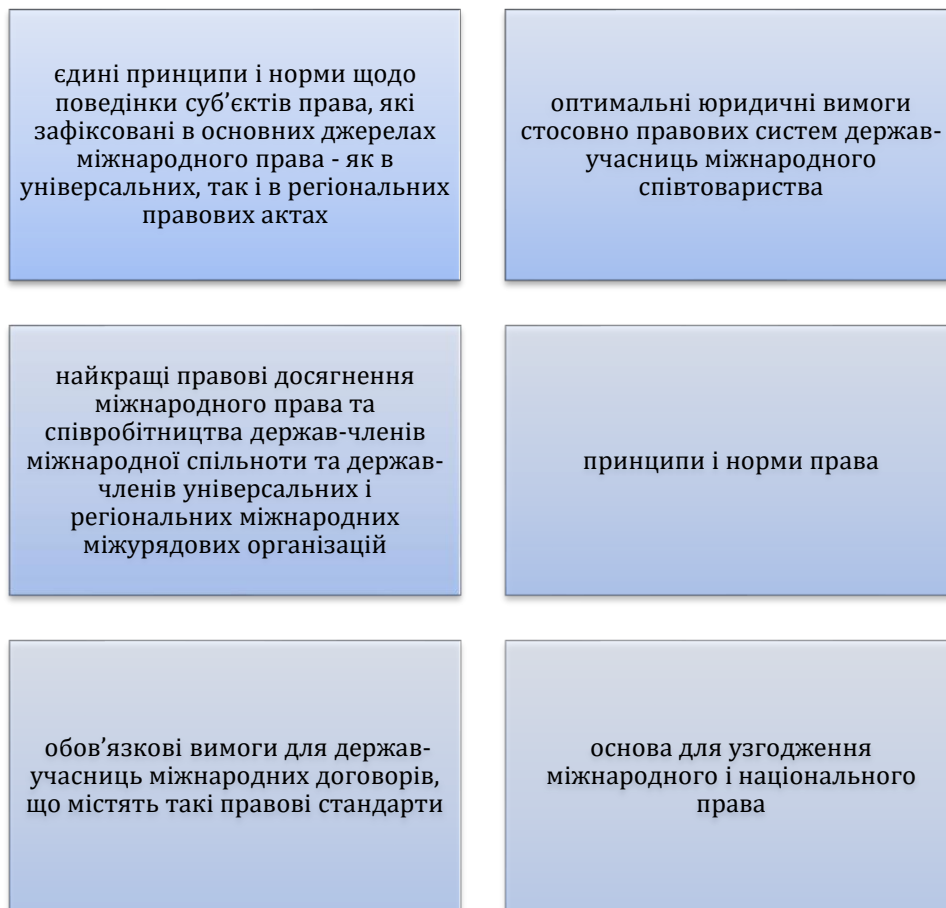 єдині принципи і норми щодо
поведінки суб’єктів права, які
зафіксовані в основних джерелах
міжнародного права - як в
універсальних, так і в регіональних
правових актах
оптимальні юридичні вимоги
стосовно правових систем держав-
учасниць міжнародного
співтовариства
найкращі правові досягнення
міжнародного права та
співробітництва держав-членів
міжнародної спільноти та держав-
членів універсальних і
регіональних міжнародних
міжурядових організацій
принципи і норми права
обов’язкові вимоги для держав-
учасниць міжнародних договорів,
що містять такі правові стандарти
основа для узгодження
міжнародного і національного
права